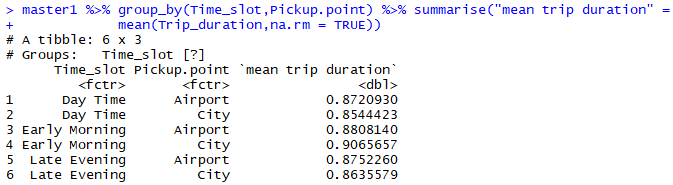 > master1 %>% group_by(Time_slot,Pickup.point) %>% summarise("mean trip duration" =
+ mean(Trip_duration,na.rm = TRUE))
# A tibble: 6 x 3
# Groups: Time_slot [?]
Time_slot Pickup.point `mean trip duration`
<fctr> <fctr> <dbl>
1 Day Time Airport 0.8720930
2 Day Time City 0.8544423
3 Early Morning Airport 0.8808140
4 Early Morning City 0.9065657
5 Late Evening Airport 0.8752260
6 Late Evening City 0.8635579